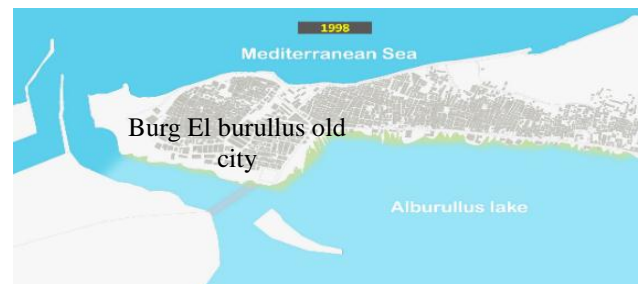 1998
Mediterranean Sea
Burg El burullus old
city
Alburullus lake